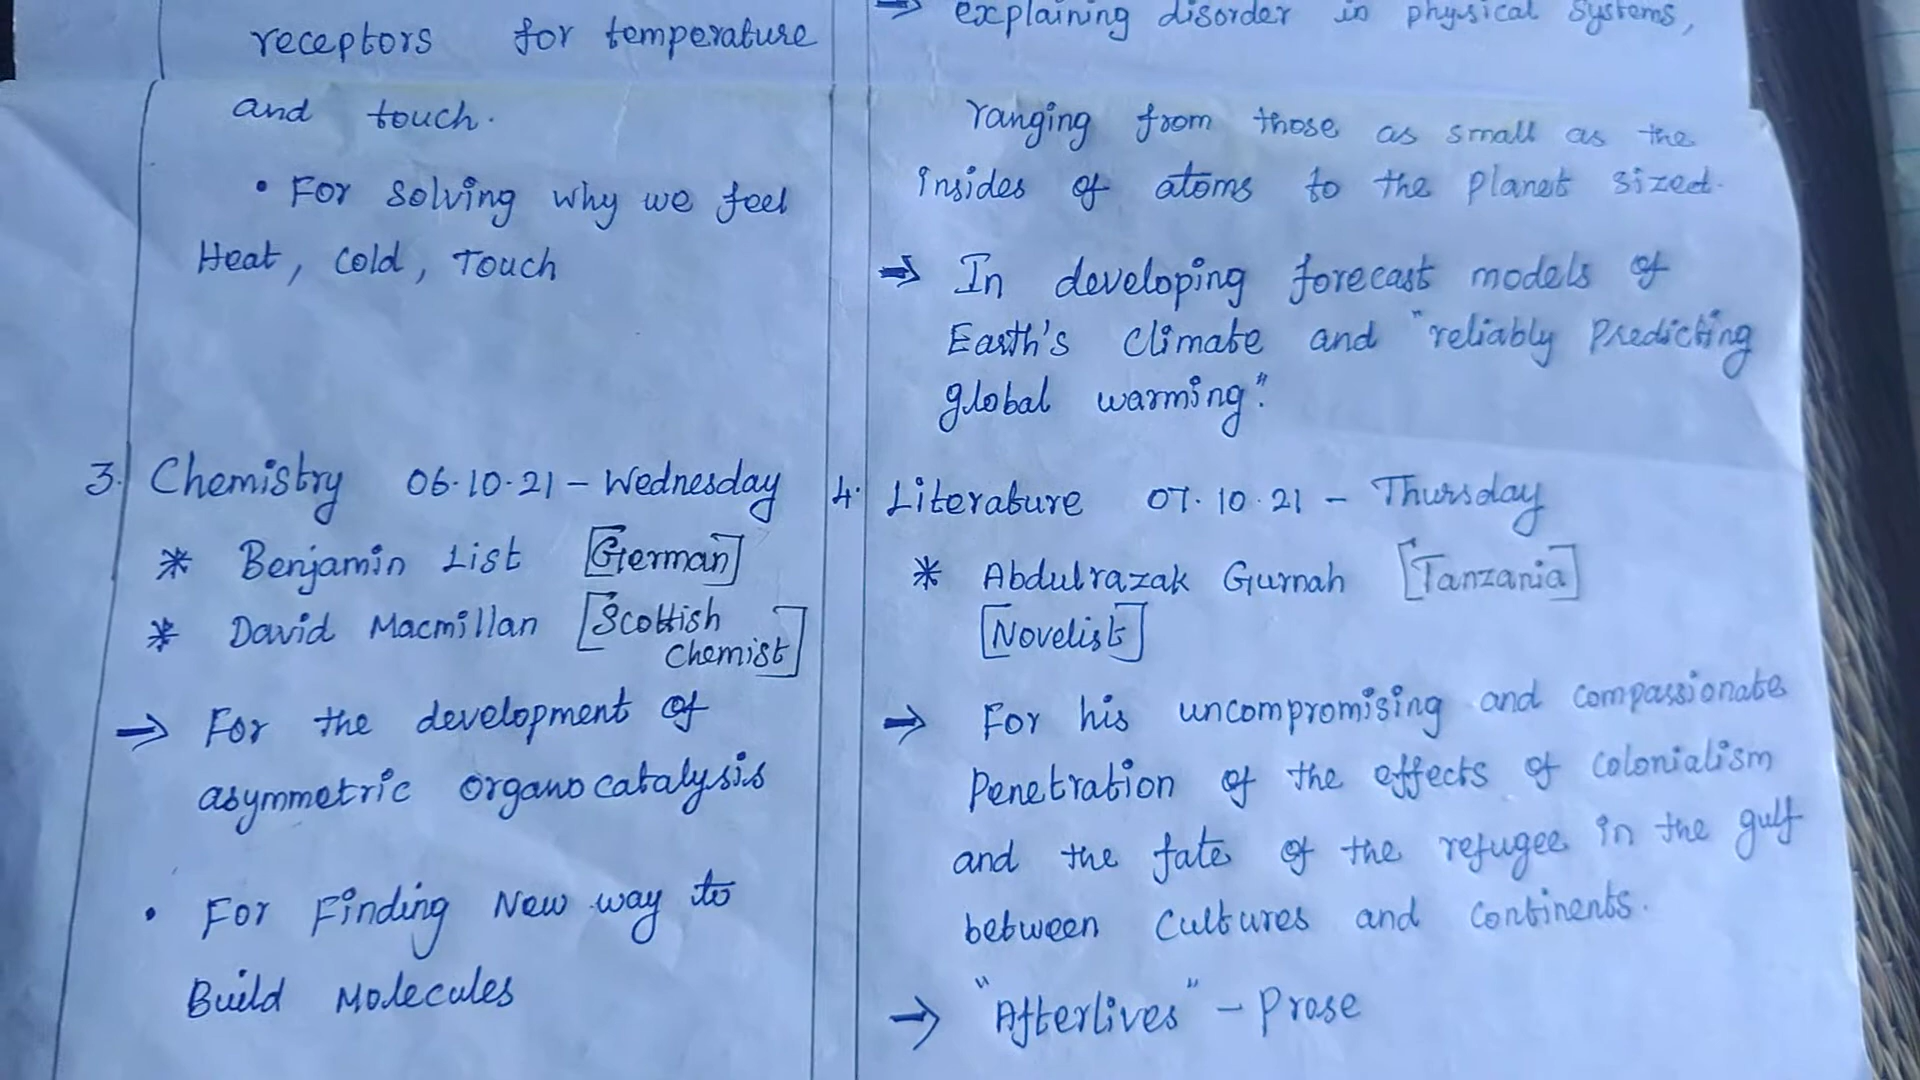 receptors for temperature
and touch.
• For solving why we feel
Heat, cold, Touch
⇒ explaining disorder in physical systems,
ranging from those as small as the
insides of atoms to the planet sized.
⇒ In developing forecast models of
Earth's climate and "reliably Predicting
global warming".
3. Chemistry 06.10.21 - Wednesday
* Benjamin List [German]
* David Macmillan [Scottish
Chemist]
⇒ For the development of
asymmetric organocatalysis
• For Finding New way to
Build Molecules
4. Literature 07.10.21 - Thursday
* Abdulrazak Gurnah [Tanzania]
[Novelist]
⇒ For his uncompromising and compassionate
Penetration of the effects of colonialism
and the fate of the refugee in the gulf
between Cultures and continents.
⇒ "Afterlives" - Prose